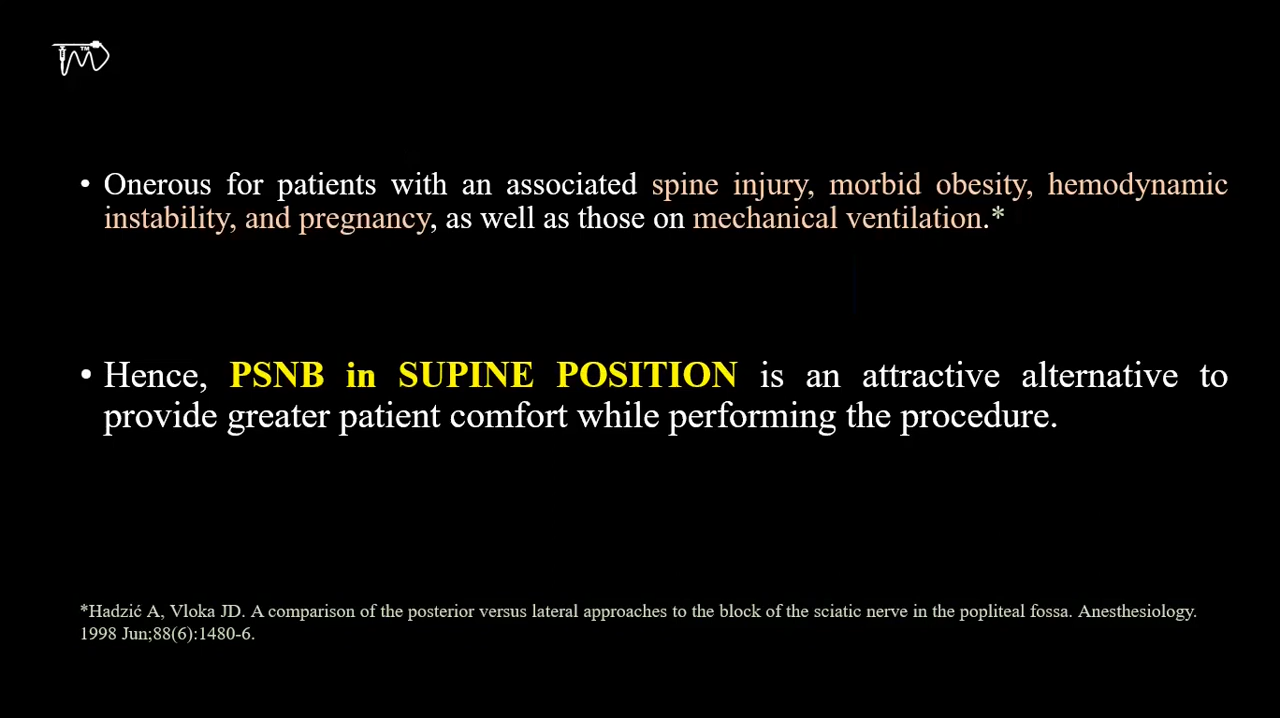 TM
• Onerous for patients with an associated spine injury, morbid obesity, hemodynamic
instability, and pregnancy, as well as those on mechanical ventilation.*
• Hence, PSNB in SUPINE POSITION is an attractive alternative to
provide greater patient comfort while performing the procedure.
*Hadzić A, Vloka JD. A comparison of the posterior versus lateral approaches to the block of the sciatic nerve in the popliteal fossa. Anesthesiology.
1998 Jun;88(6):1480-6.